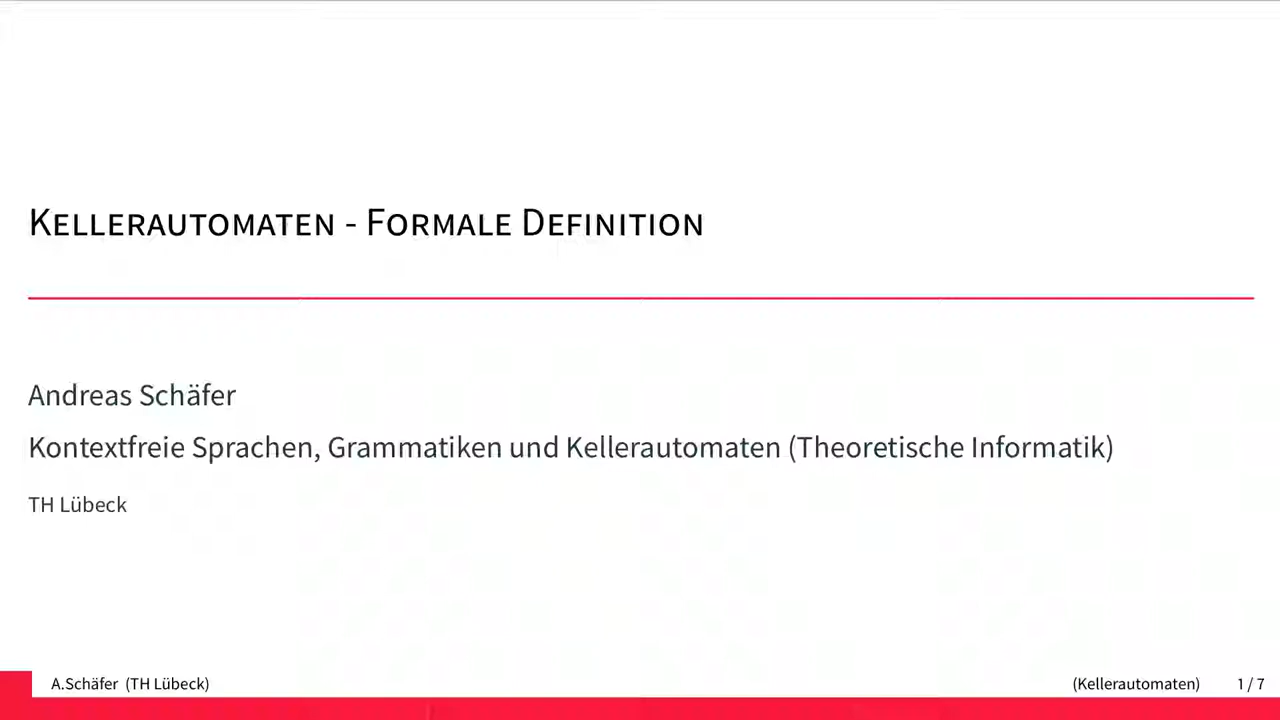 Kellerautomaten - Formale Definition
Andreas Schäfer
Kontextfreie Sprachen, Grammatiken und Kellerautomaten (Theoretische Informatik)
TH Lübeck
A.Schäfer (TH Lübeck)
(Kellerautomaten)
1 / 7